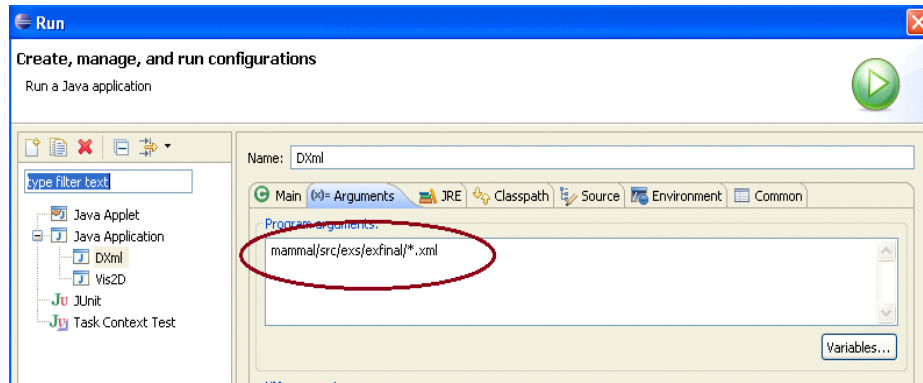 Run
Create, manage, and run configurations
Run a Java application
type filter text
Java Applet
Java Application
DXml
Vis2D
JUnit
Task Context Test
Name: DXml
Main (x)= Arguments JRE Classpath Source Environment Common
Program arguments:
mammal/src/exs/exfinal/*.xml
Variables...